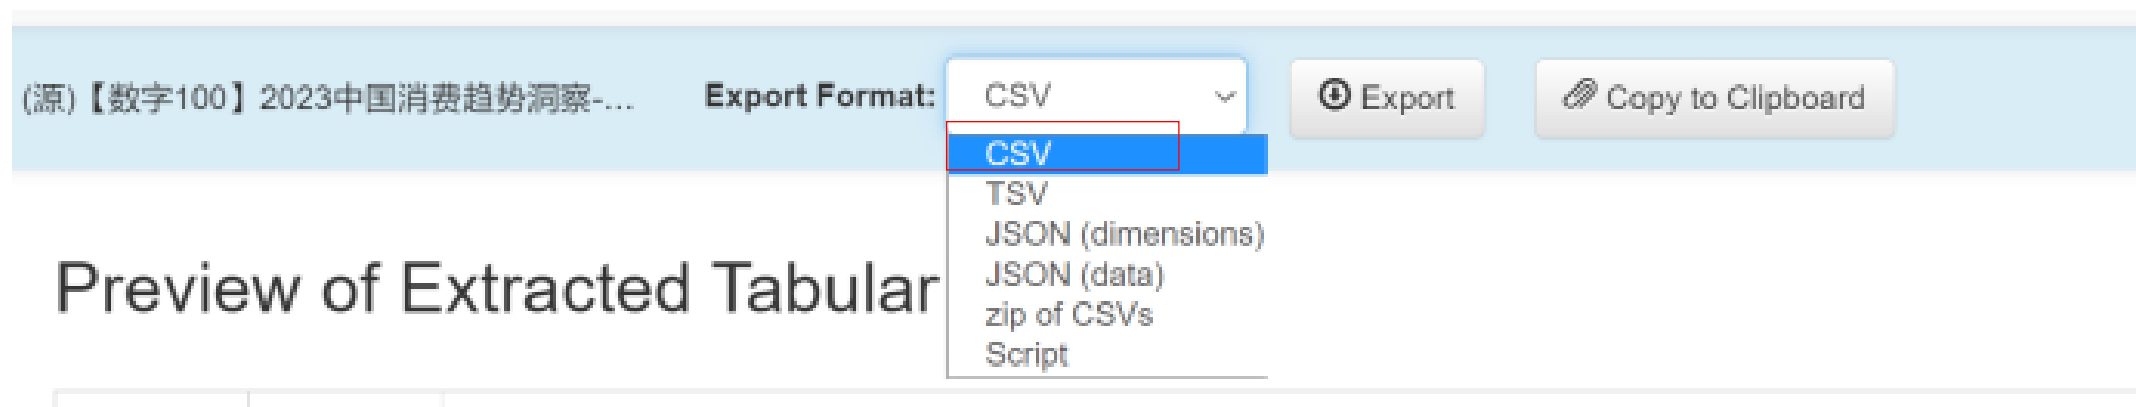 (源)【数字100】2023中国消费趋势洞察-... Export Format: CSV Export Copy to Clipboard
CSV
TSV
JSON (dimensions)
JSON (data)
zip of CSVs
Script
Preview of Extracted Tabular